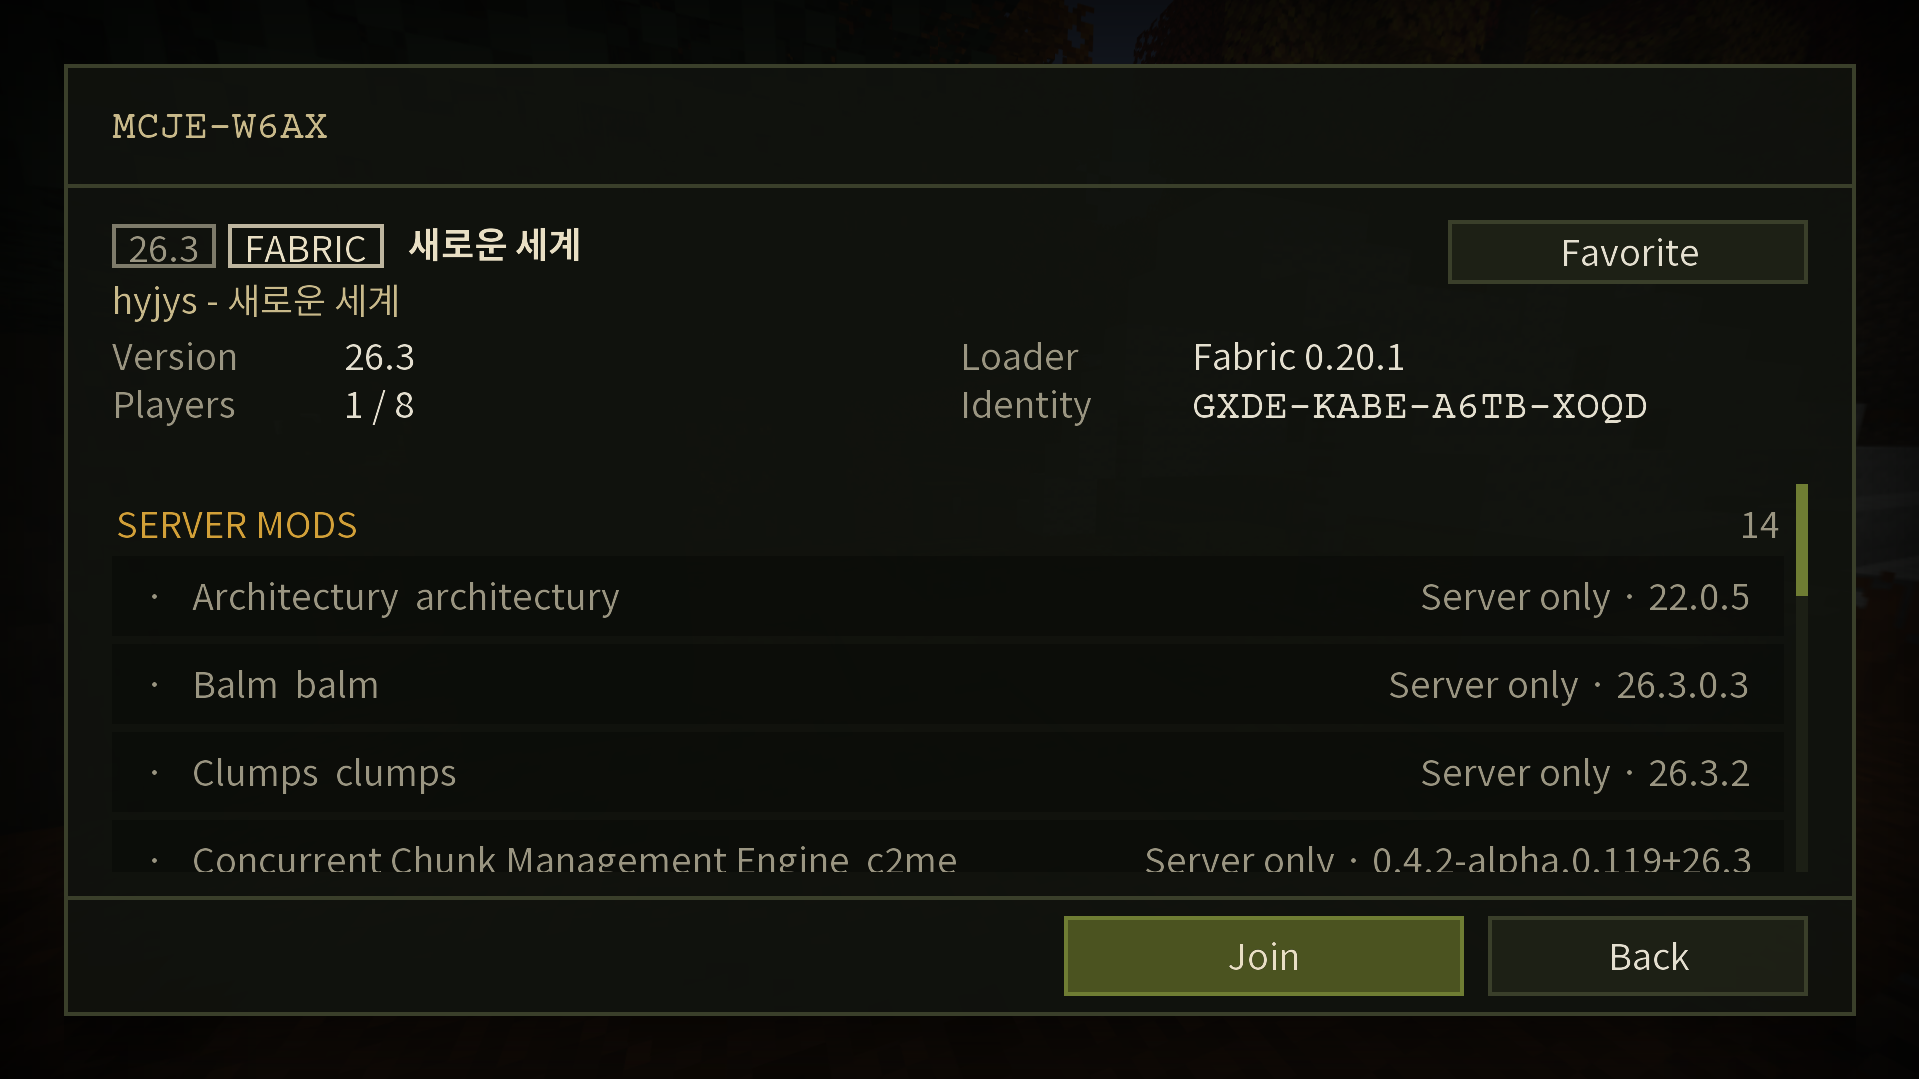 MCJE-W6AX
26.3 FABRIC 새로운 세계
Favorite
hyjys - 새로운 세계
Version 26.3 Loader Fabric 0.20.1
Players 1 / 8 Identity GXDE-KABE-A6TB-XOQD
SERVER MODS 14
· Architectury architectury Server only · 22.0.5
· Balm balm Server only · 26.3.0.3
· Clumps clumps Server only · 26.3.2
· Concurrent Chunk Management Engine c2me Server only · 0.4.2-alpha.0.119+26.3
Join Back